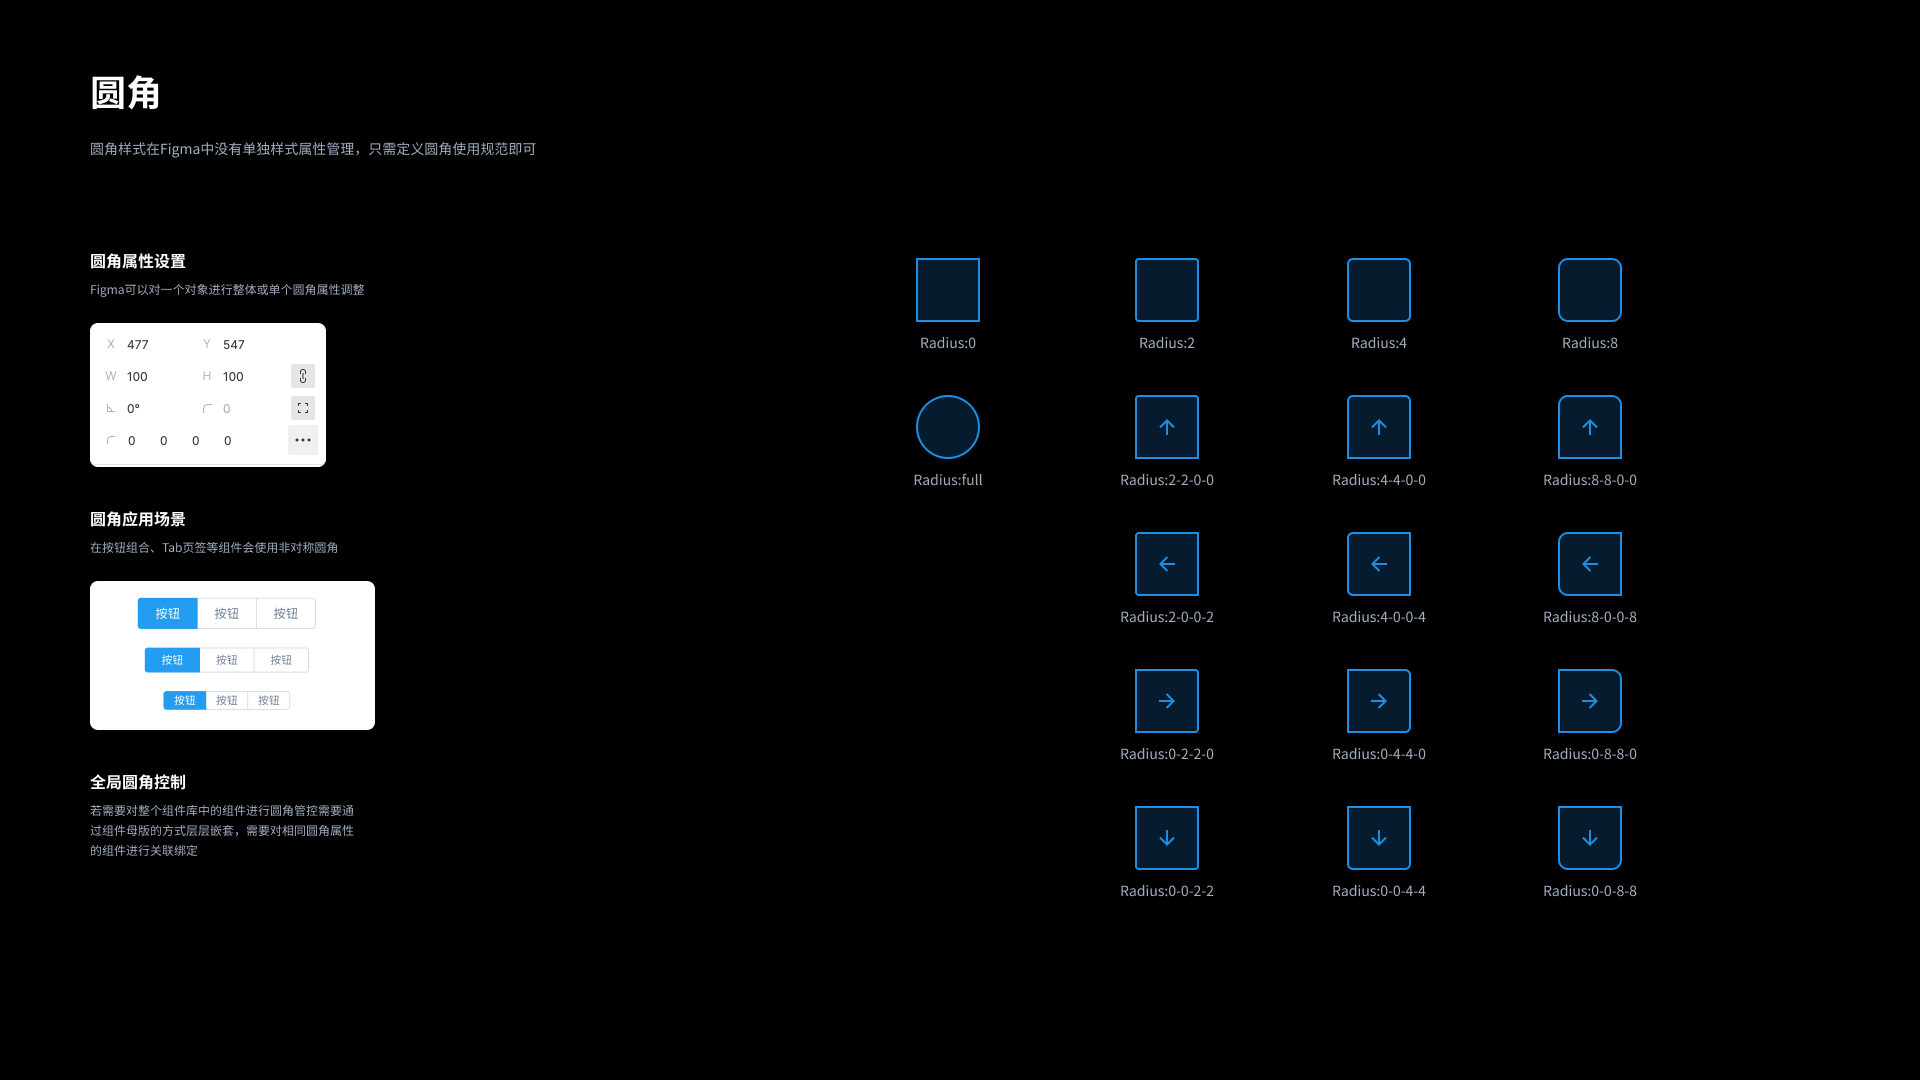 圆角
圆角样式在Figma中没有单独样式属性管理，只需定义圆角使用规范即可
圆角属性设置
Figma可以对一个对象进行整体或单个圆角属性调整
X 477 Y 547
W 100 H 100
0° 0
0 0 0 0
圆角应用场景
在按钮组合、Tab页签等组件会使用非对称圆角
按钮 按钮 按钮
按钮 按钮 按钮
按钮 按钮 按钮
全局圆角控制
若需要对整个组件库中的组件进行圆角管控需要通
过组件母版的方式层层嵌套，需要对相同圆角属性
的组件进行关联绑定
Radius:0 Radius:2 Radius:4 Radius:8
Radius:full Radius:2-2-0-0 Radius:4-4-0-0 Radius:8-8-0-0
Radius:2-0-0-2 Radius:4-0-0-4 Radius:8-0-0-8
Radius:0-2-2-0 Radius:0-4-4-0 Radius:0-8-8-0
Radius:0-0-2-2 Radius:0-0-4-4 Radius:0-0-8-8